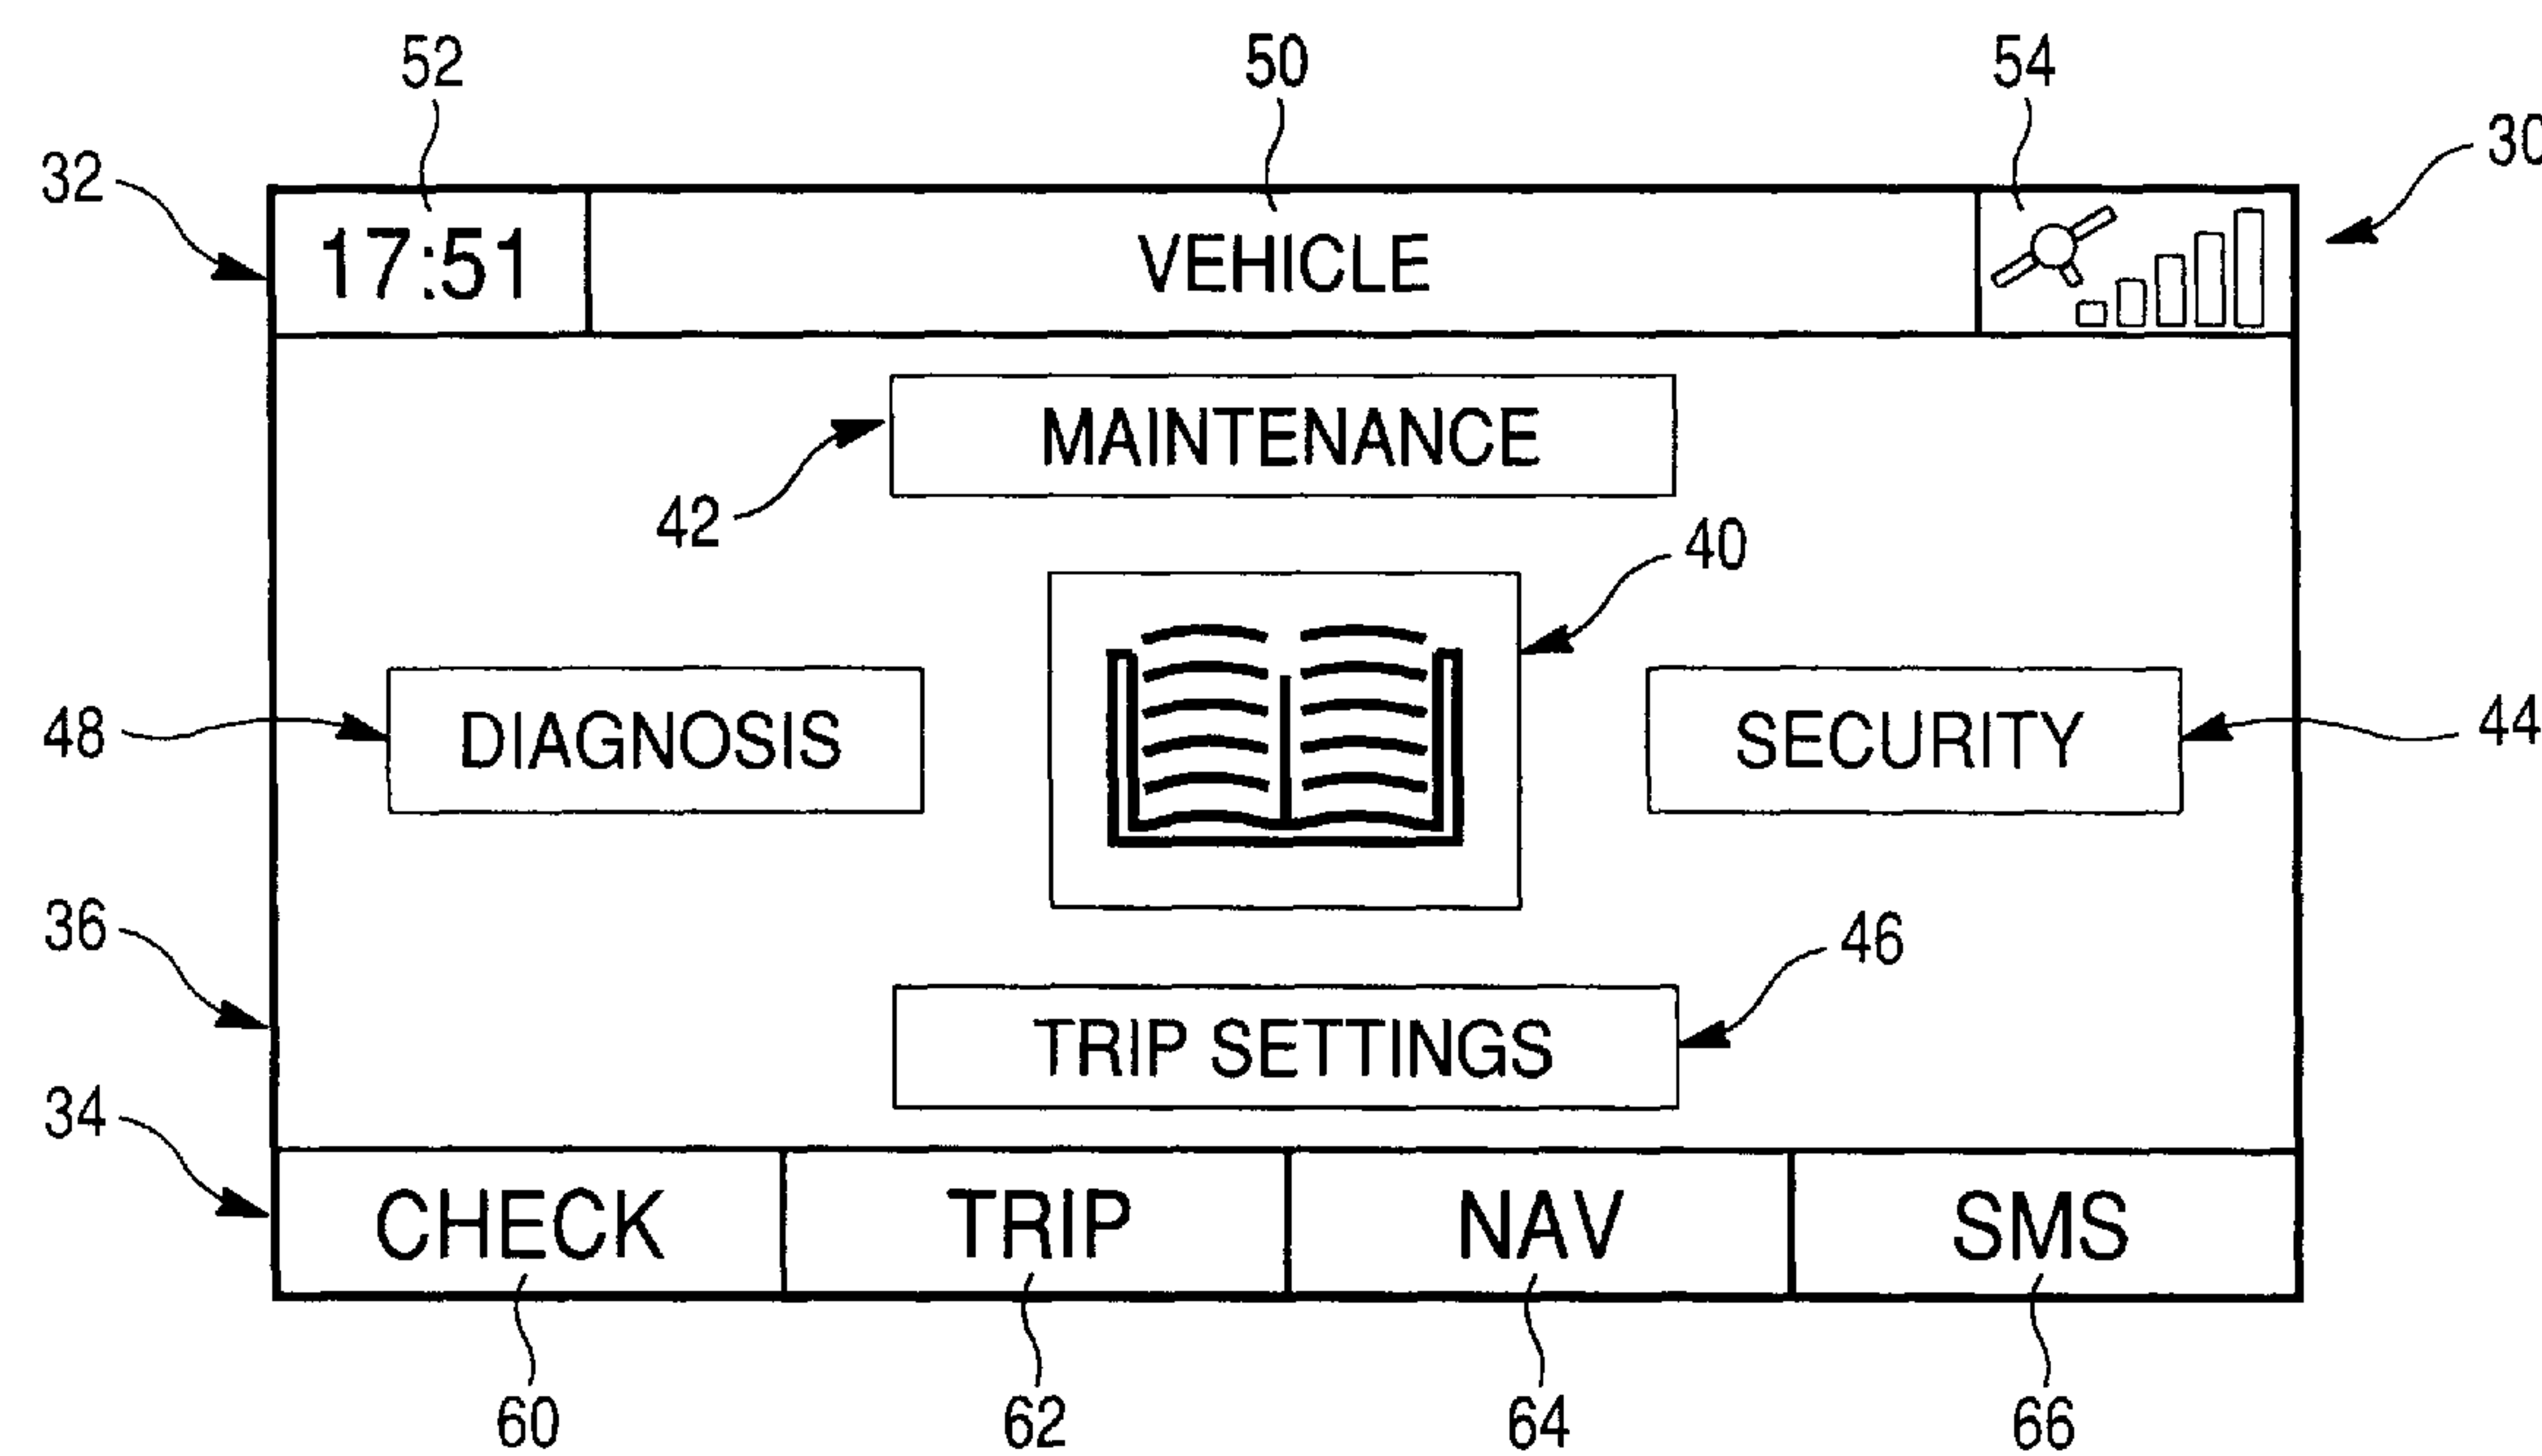 52 50 54
30
32
17:51 VEHICLE
MAINTENANCE
42
40
48 DIAGNOSIS SECURITY 44
36
46
TRIP SETTINGS
34
CHECK TRIP NAV SMS
60 62 64 66